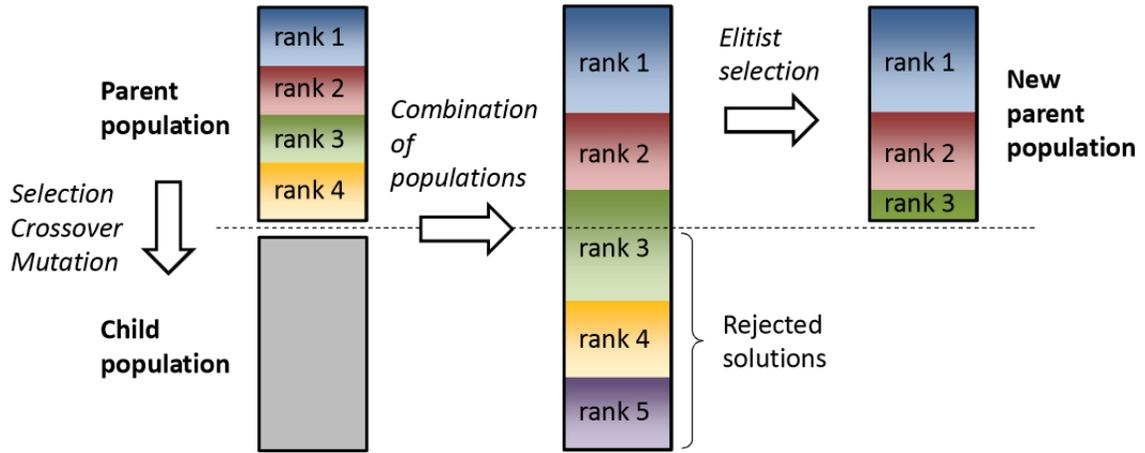 Parent
population
Selection
Crossover
Mutation
Child
population
rank 1
rank 2
rank 3
rank 4
Combination
of
populations
rank 1
rank 2
rank 3
rank 4
rank 5
Elitist
selection
Rejected
solutions
rank 1
rank 2
rank 3
New
parent
population